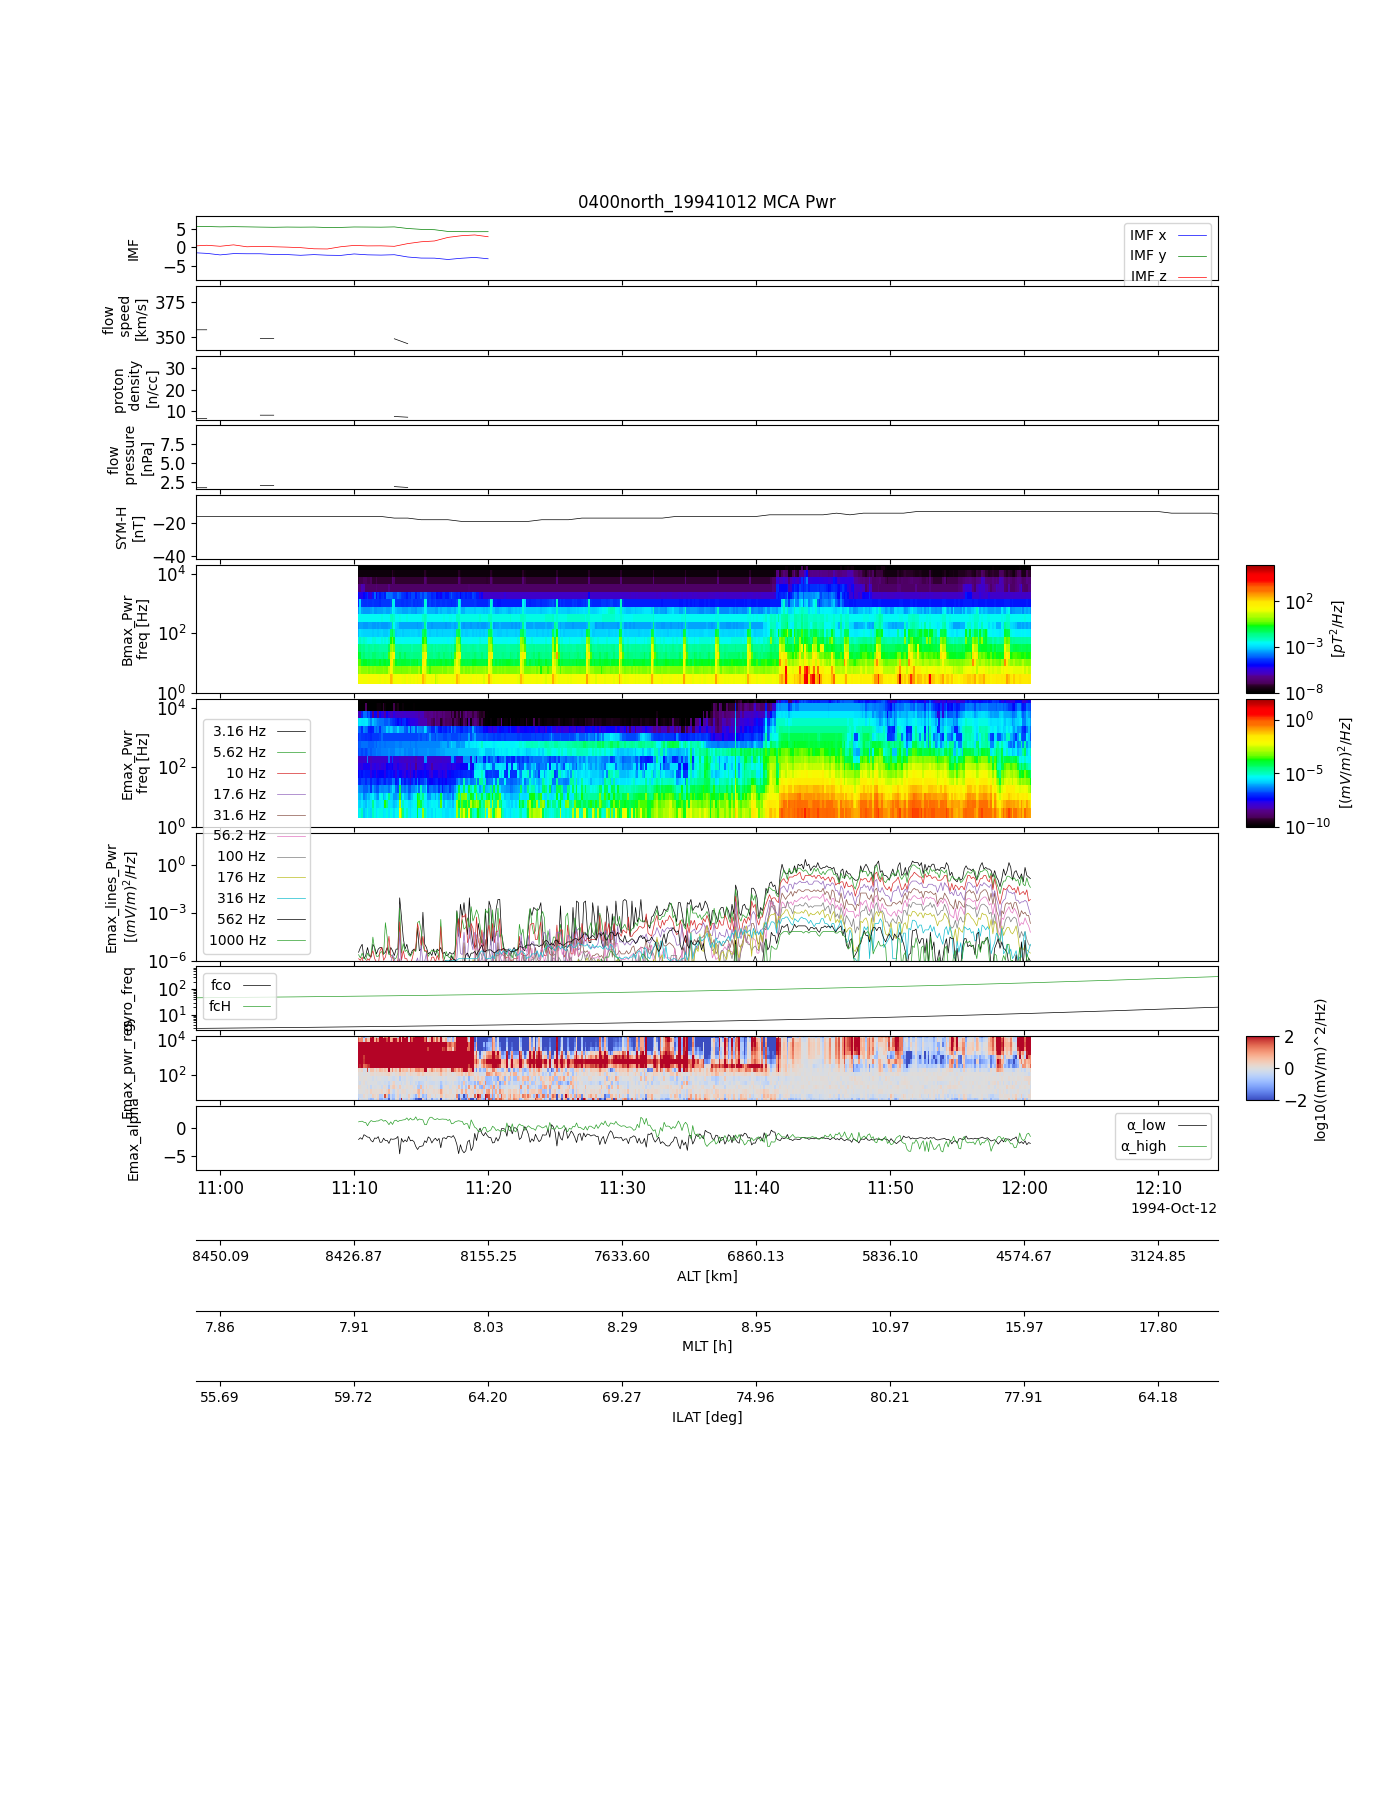 0400north_19941012 MCA Pwr
IMF
5
0
−5
IMF x
IMF y
IMF z
flow
speed
[km/s]
375
350
proton
density
[n/cc]
30
20
10
flow
pressure
[nPa]
7.5
5.0
2.5
SYM-H
[nT]
−20
−40
Bmax_Pwr
freq [Hz]
10^4
10^2
10^0
10^2
10^−3
10^−8
[pT^2/Hz]
Emax_Pwr
freq [Hz]
10^4
10^2
10^0
10^0
10^−5
10^−10
[(mV/m)^2/Hz]
3.16 Hz
5.62 Hz
10 Hz
17.6 Hz
31.6 Hz
56.2 Hz
100 Hz
176 Hz
316 Hz
562 Hz
1000 Hz
Emax_lines_Pwr
[(mV/m)^2/Hz]
10^0
10^−3
10^−6
gyro_freq
10^2
10^1
fco
fcH
Emax_pwr_reg
10^4
10^2
2
0
−2
log10((mV/m)^2/Hz)
Emax_alpha
0
−5
α_low
α_high
11:00 11:10 11:20 11:30 11:40 11:50 12:00 12:10
1994-Oct-12
8450.09 8426.87 8155.25 7633.60 6860.13 5836.10 4574.67 3124.85
ALT [km]
7.86 7.91 8.03 8.29 8.95 10.97 15.97 17.80
MLT [h]
55.69 59.72 64.20 69.27 74.96 80.21 77.91 64.18
ILAT [deg]